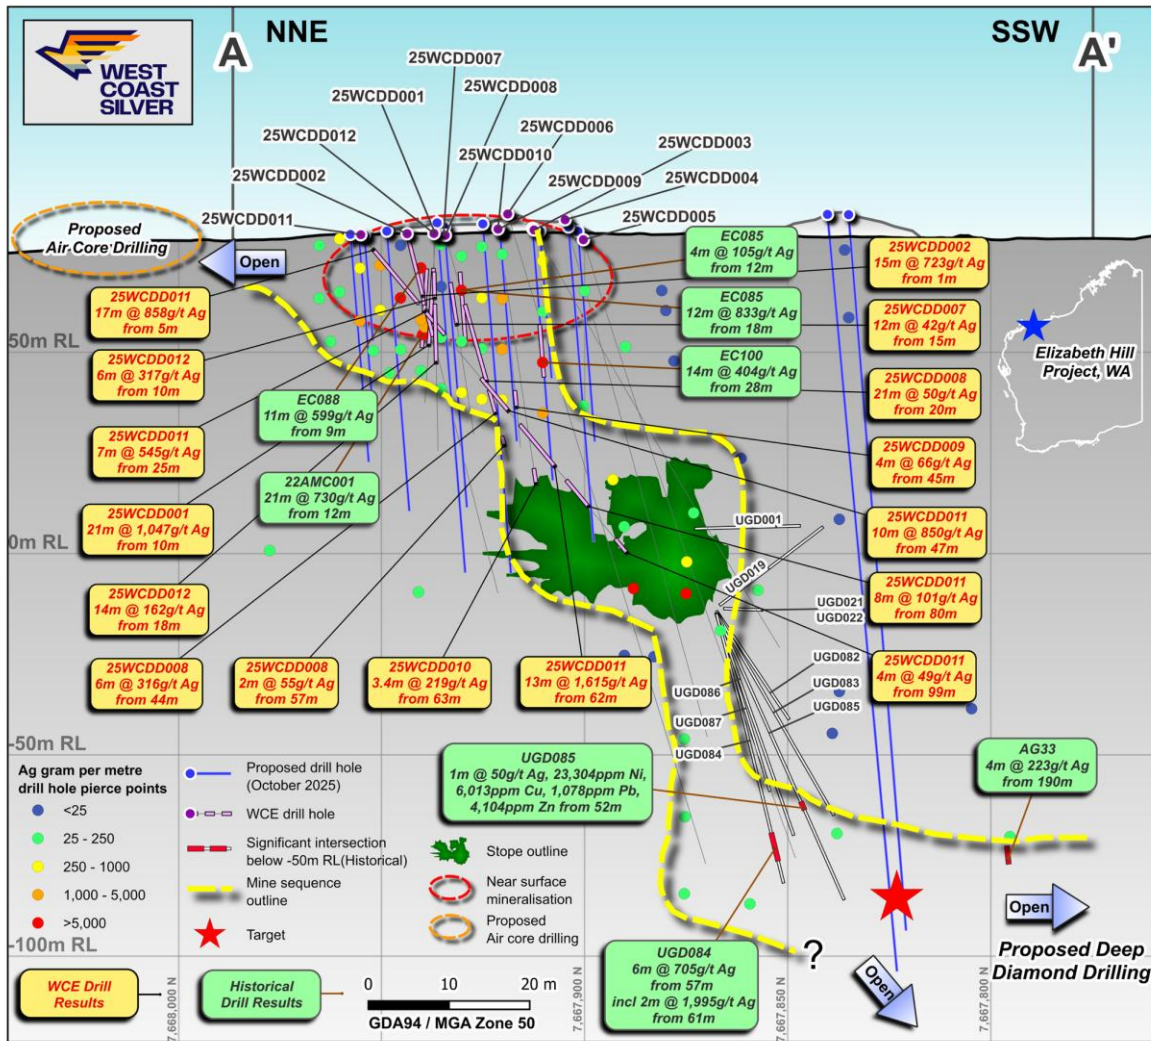 WEST
COAST
SILVER
A
NNE
SSW
A'
25WCDD007
25WCDD001
25WCDD008
25WCDD012
25WCDD006
25WCDD010
25WCDD003
25WCDD002
25WCDD009
25WCDD004
25WCDD011
25WCDD005
Proposed
Air Core Drilling
Open
EC085
4m @ 105g/t Ag
from 12m
25WCDD002
15m @ 723g/t Ag
from 1m
25WCDD011
17m @ 858g/t Ag
from 5m
EC085
12m @ 833g/t Ag
from 18m
25WCDD007
12m @ 42g/t Ag
from 15m
Elizabeth Hill
Project, WA
50m RL
25WCDD012
6m @ 317g/t Ag
from 10m
EC100
14m @ 404g/t Ag
from 28m
25WCDD008
21m @ 50g/t Ag
from 20m
EC088
11m @ 599g/t Ag
from 9m
25WCDD011
7m @ 545g/t Ag
from 25m
25WCDD009
4m @ 66g/t Ag
from 45m
22AMC001
21m @ 730g/t Ag
from 12m
25WCDD001
21m @ 1,047g/t Ag
from 10m
25WCDD011
10m @ 850g/t Ag
from 47m
UGD001
0m RL
UGD019
25WCDD012
14m @ 162g/t Ag
from 18m
25WCDD011
8m @ 101g/t Ag
from 80m
UGD021
UGD022
25WCDD008
6m @ 316g/t Ag
from 44m
25WCDD008
2m @ 55g/t Ag
from 57m
25WCDD010
3.4m @ 219g/t Ag
from 63m
25WCDD011
13m @ 1,615g/t Ag
from 62m
25WCDD011
4m @ 49g/t Ag
from 99m
UGD082
UGD086
UGD083
UGD085
UGD087
UGD084
-50m RL
UGD085
1m @ 50g/t Ag, 23,304ppm Ni,
6,013ppm Cu, 1,078ppm Pb,
4,104ppm Zn from 52m
AG33
4m @ 223g/t Ag
from 190m
Ag gram per metre
drill hole pierce points
<25
25 - 250
250 - 1000
1,000 - 5,000
>5,000
Proposed drill hole
(October 2025)
WCE drill hole
Significant intersection
below -50m RL(Historical)
Mine sequence
outline
Target
Stope outline
Near surface
mineralisation
Proposed
Air core drilling
Open
Proposed Deep
Diamond Drilling
-100m RL
?
Open
UGD084
6m @ 705g/t Ag
from 57m
incl 2m @ 1,995g/t Ag
from 61m
WCE Drill
Results
Historical
Drill Results
0 10 20 m
GDA94 / MGA Zone 50
7,668,000 N
7,667,900 N
7,667,850 N
7,667,800 N